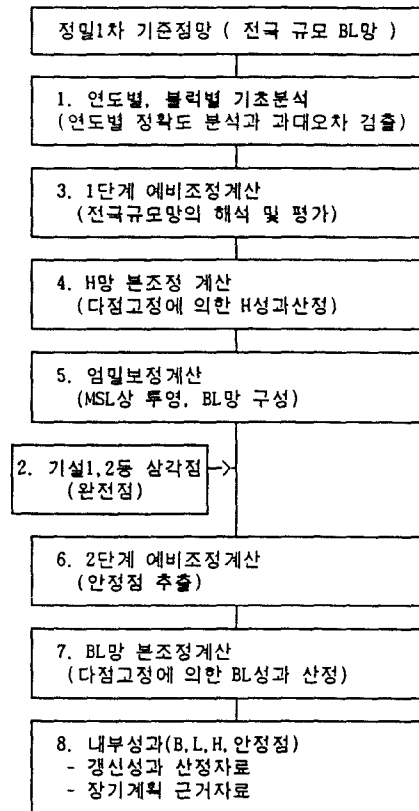 정밀1차 기준점망 ( 전국 규모 BL망 )
1. 연도별, 블럭별 기초분석
(연도별 정확도 분석과 과대오차 검출)
3. 1단계 예비조정계산
(전국규모망의 해석 및 평가)
4. H망 본조정 계산
(다점고정에 의한 H성과산정)
5. 엄밀보정계산
(MSL상 투영, BL망 구성)
2. 기설1,2등 삼각점
(완전점)
6. 2단계 예비조정계산
(안정점 추출)
7. BL망 본조정계산
(다점고정에 의한 BL성과 산정)
8. 내부성과(B,L,H,안정점)
- 갱신성과 산정자료
- 장기계획 근거자료